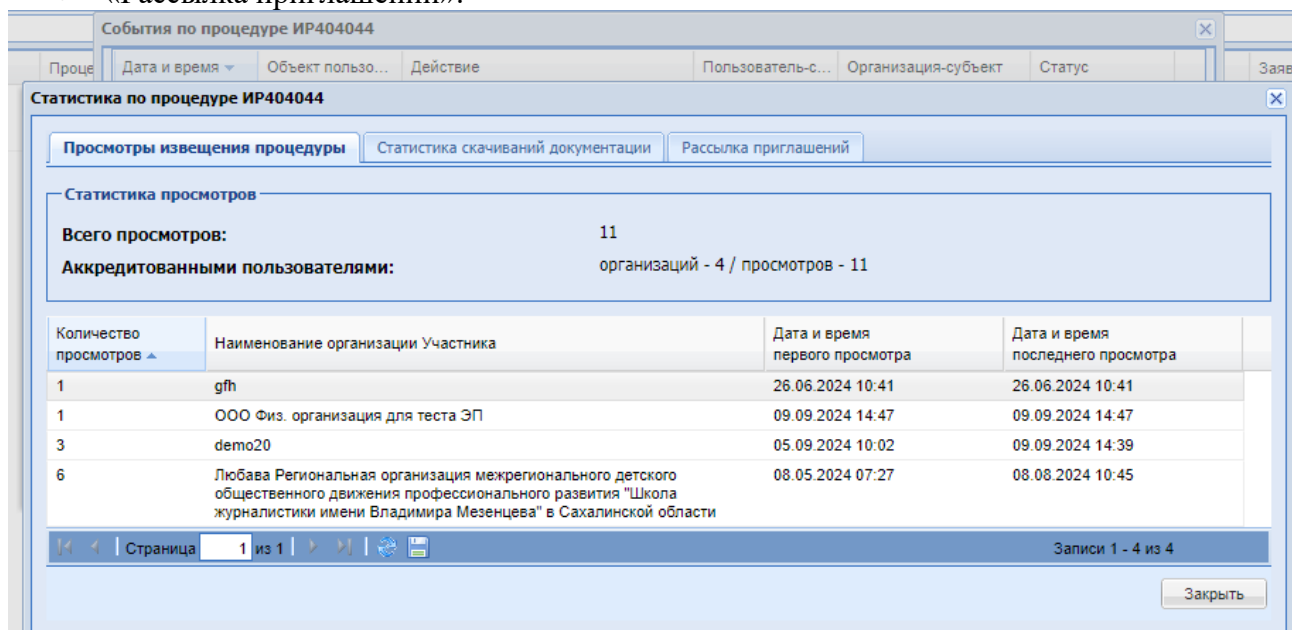 «Рассылка приглашений».
События по процедуре ИР404044
Проце Дата и время Объект пользо... Действие Пользователь-с... Организация-субъект Статус Заяв
Статистика по процедуре ИР404044
Просмотры извещения процедуры Статистика скачиваний документации Рассылка приглашений
Статистика просмотров
Всего просмотров: 11
Аккредитованными пользователями: организаций - 4 / просмотров - 11
Количество просмотров Наименование организации Участника Дата и время первого просмотра Дата и время последнего просмотра
1 gfh 26.06.2024 10:41 26.06.2024 10:41
1 ООО Физ. организация для теста ЭП 09.09.2024 14:47 09.09.2024 14:47
3 demo20 05.09.2024 10:02 09.09.2024 14:39
6 Любава Региональная организация межрегионального детского 08.05.2024 07:27 08.08.2024 10:45
общественного движения профессионального развития "Школа
журналистики имени Владимира Мезенцева" в Сахалинской области
Страница 1 из 1 Записи 1 - 4 из 4
Закрыть